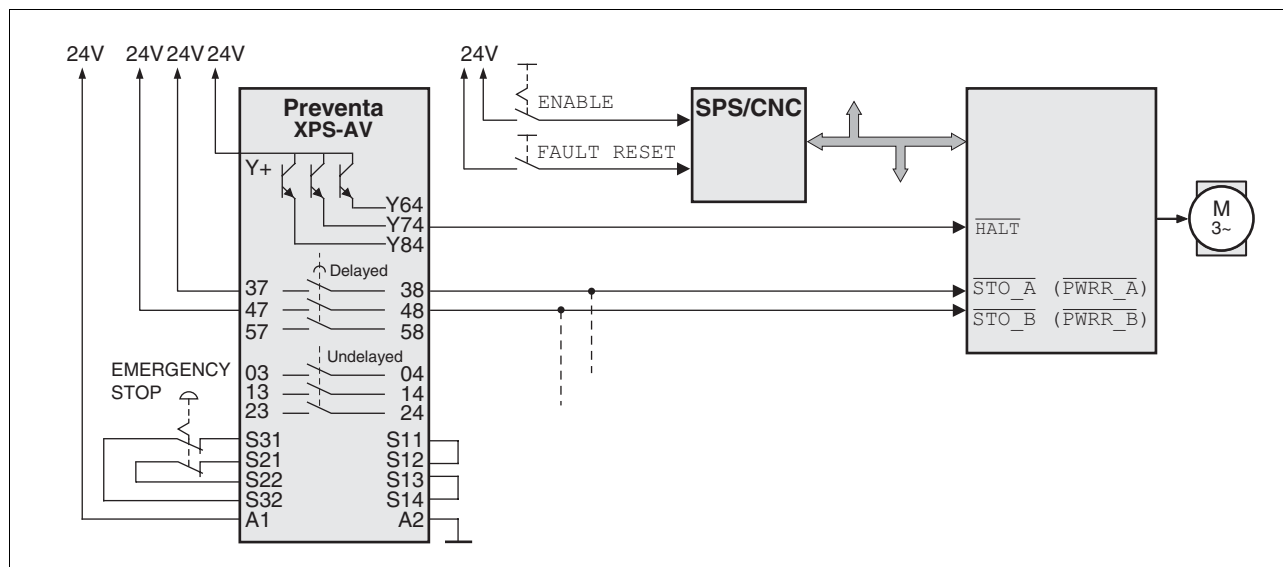 24V 24V 24V 24V
24V
Preventa
XPS-AV
ENABLE
FAULT RESET
SPS/CNC
Y+
Y64
Y74
Y84
HALT
M
3~
Delayed
37 38
47 48
57 58
STO_A (PWRR_A)
STO_B (PWRR_B)
Undelayed
03 04
13 14
23 24
EMERGENCY
STOP
S31 S11
S21 S12
S22 S13
S32 S14
A1 A2